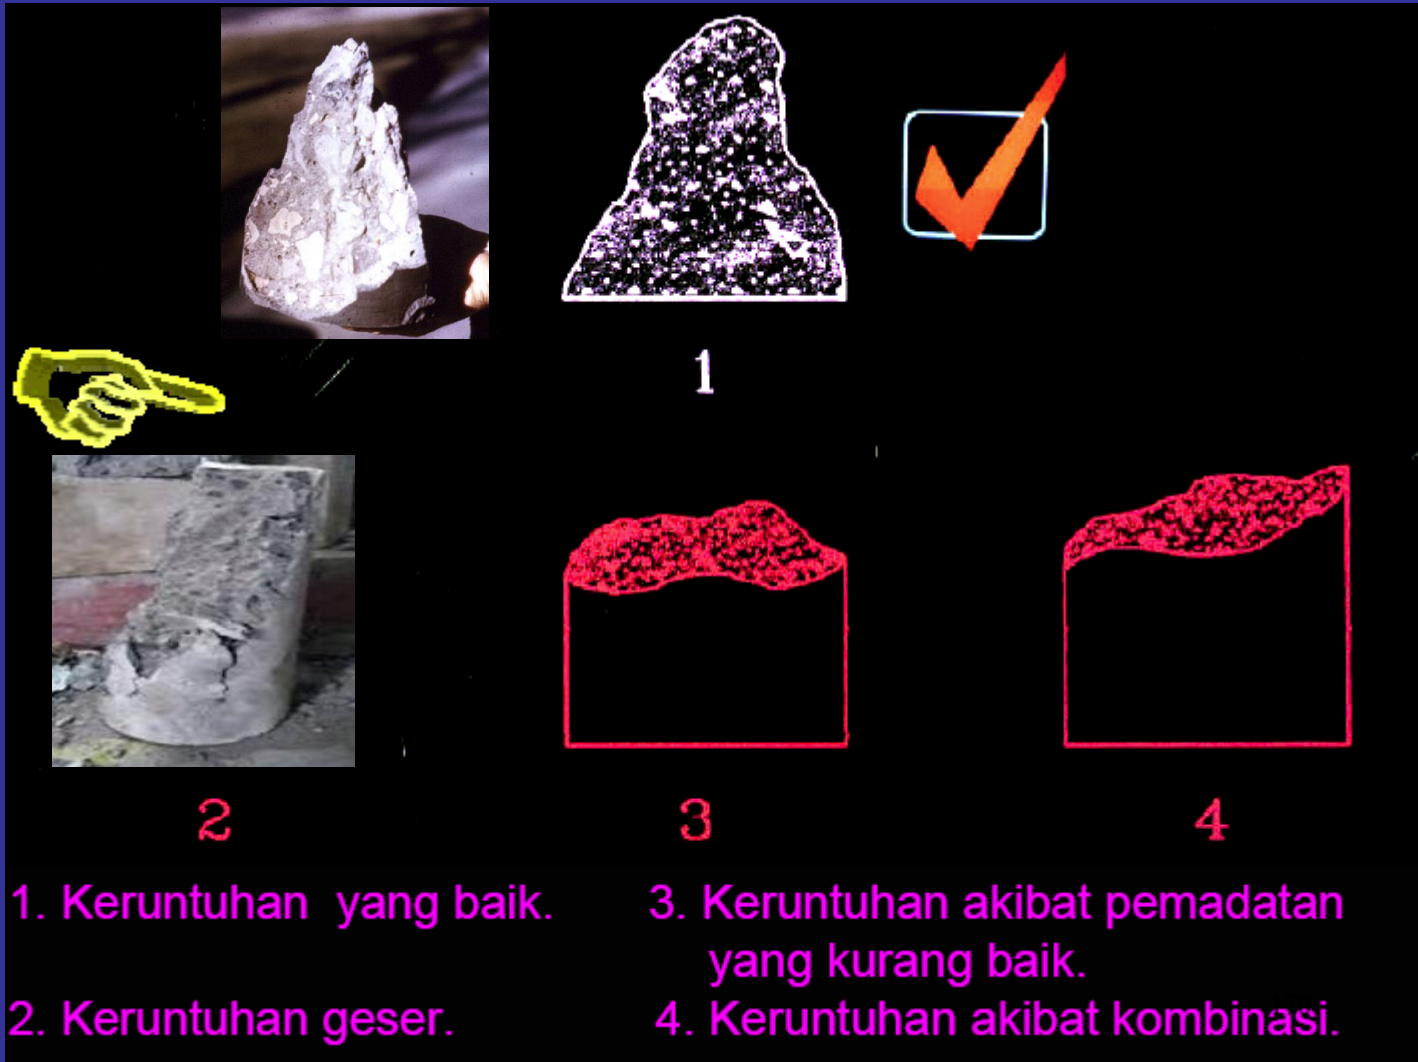 1
2
3
4
1. Keruntuhan yang baik.
2. Keruntuhan geser.
3. Keruntuhan akibat pemadatan
yang kurang baik.
4. Keruntuhan akibat kombinasi.